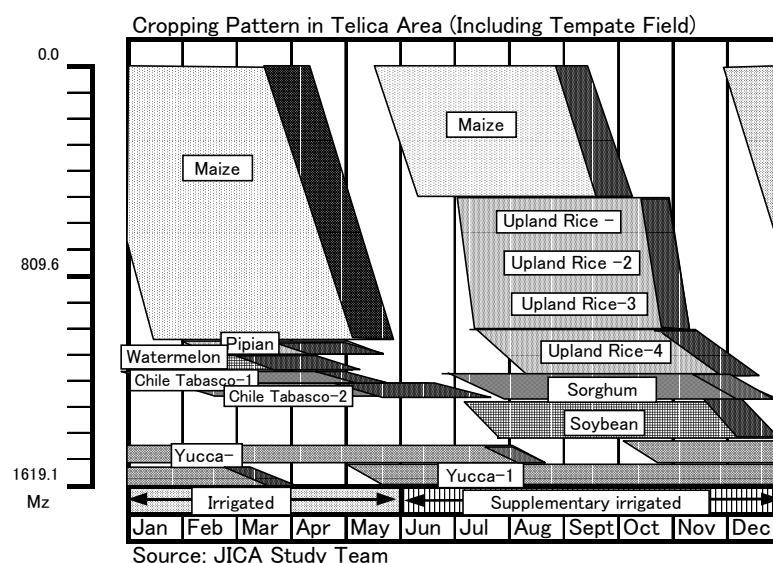 Cropping Pattern in Telica Area (Including Tempate Field)
0.0
Maize
Maize
Upland Rice -
809.6
Upland Rice -2
Upland Rice-3
Pipian
Watermelon
Upland Rice-4
Chile Tabasco-1
Sorghum
Chile Tabasco-2
Soybean
Yucca-
Yucca-1
1619.1
Mz
Irrigated
Supplementary irrigated
Jan Feb Mar Apr May Jun Jul Aug Sept Oct Nov Dec
Source: JICA Study Team